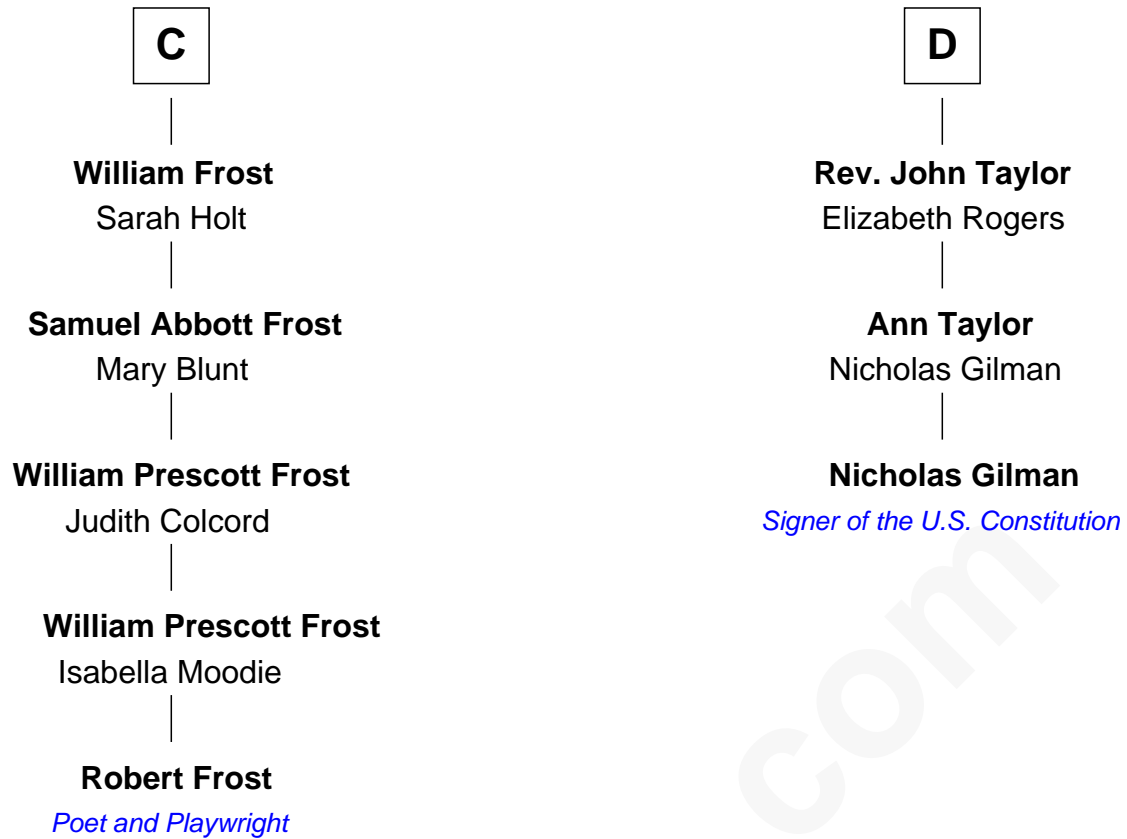 C
William Frost
Sarah Holt
Samuel Abbott Frost
Mary Blunt
William Prescott Frost
Judith Colcord
William Prescott Frost
Isabella Moodie
Robert Frost
Poet and Playwright
D
Rev. John Taylor
Elizabeth Rogers
Ann Taylor
Nicholas Gilman
Nicholas Gilman
Signer of the U.S. Constitution
com